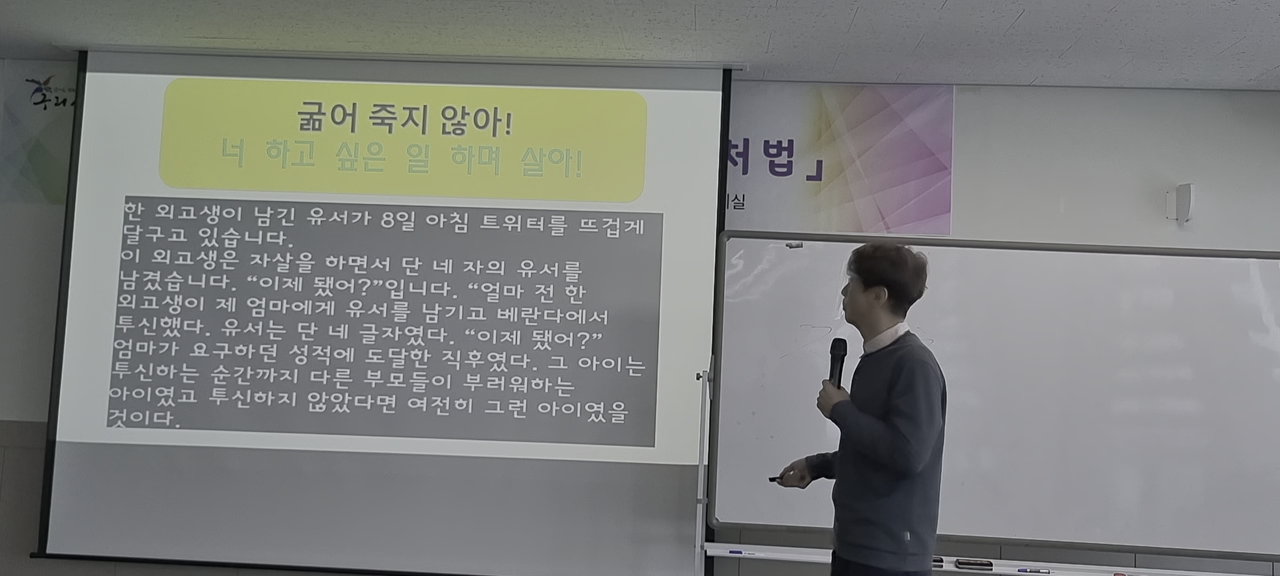 굶어 죽지 않아!
너 하고 싶은 일 하며 살아!
한 외고생이 남긴 유서가 8일 아침 트위터를 뜨겁게
달구고 있습니다.
이 외고생은 자살을 하면서 단 네 자의 유서를
남겼습니다. “이제 됐어?”입니다. “얼마 전 한
외고생이 제 엄마에게 유서를 남기고 베란다에서
투신했다. 유서는 단 네 글자였다. “이제 됐어?”
엄마가 요구하던 성적에 도달한 직후였다. 그 아이는
투신하는 순간까지 다른 부모들이 부러워하는
아이였고 투신하지 않았다면 여전히 그런 아이였을
것이다.
처 법」